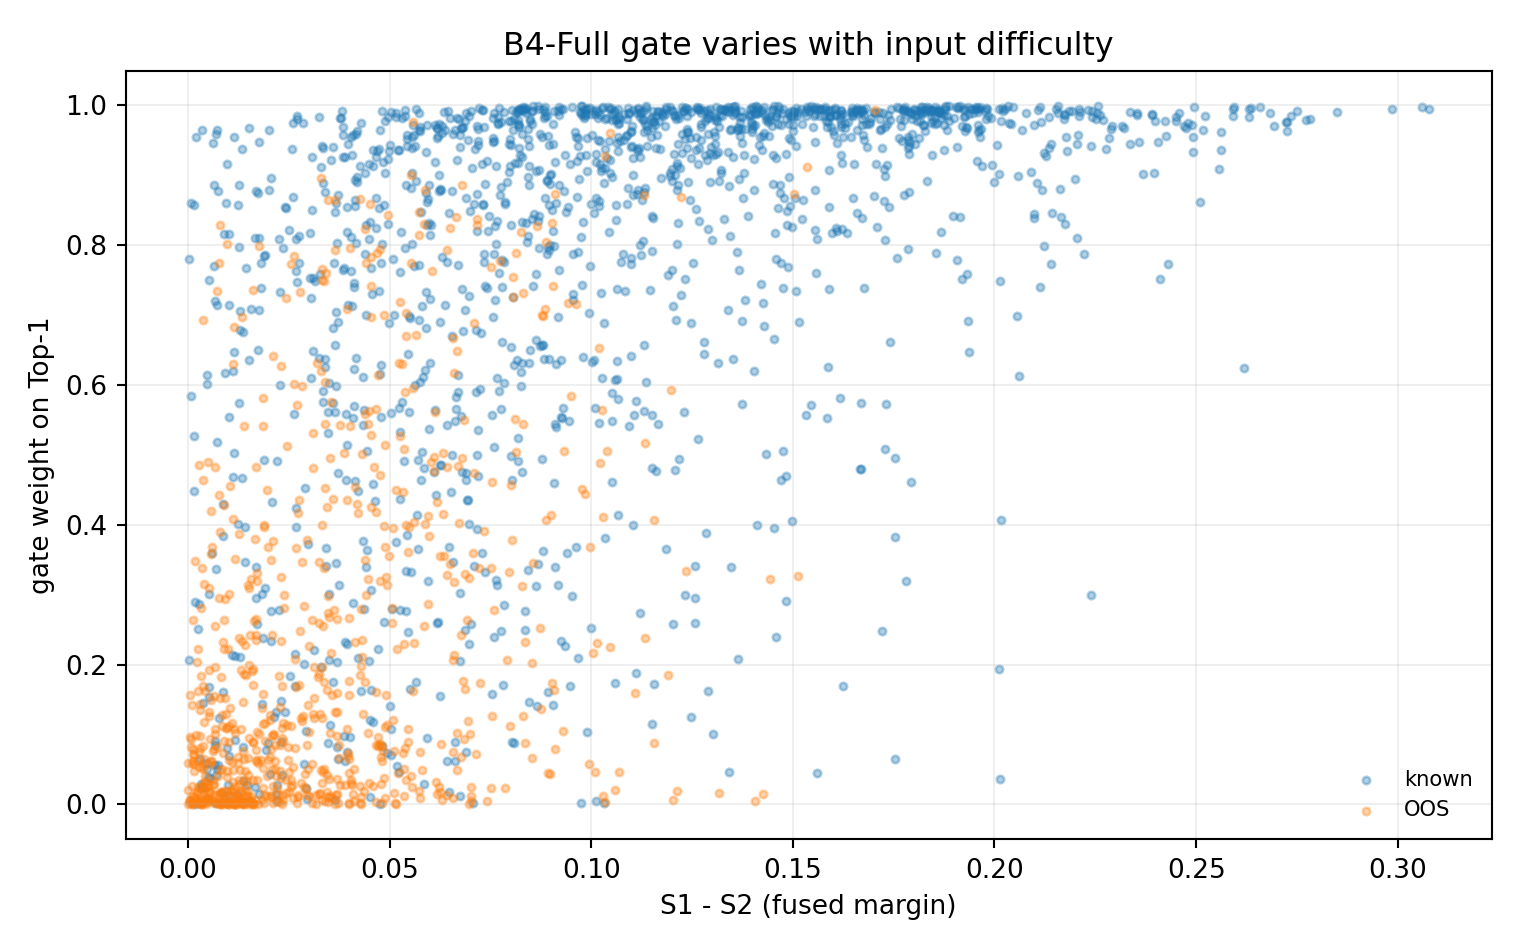 B4-Full gate varies with input difficulty
gate weight on Top-1
1.0
0.8
0.6
0.4
0.2
0.0
known
OOS
0.00 0.05 0.10 0.15 0.20 0.25 0.30
S1 - S2 (fused margin)